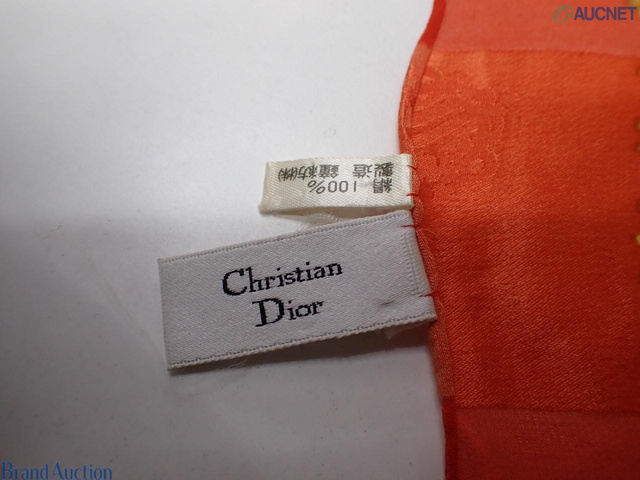 AUCNET
絹 100%
製造 鐘紡(株)
Christian
Dior
Brand Auction